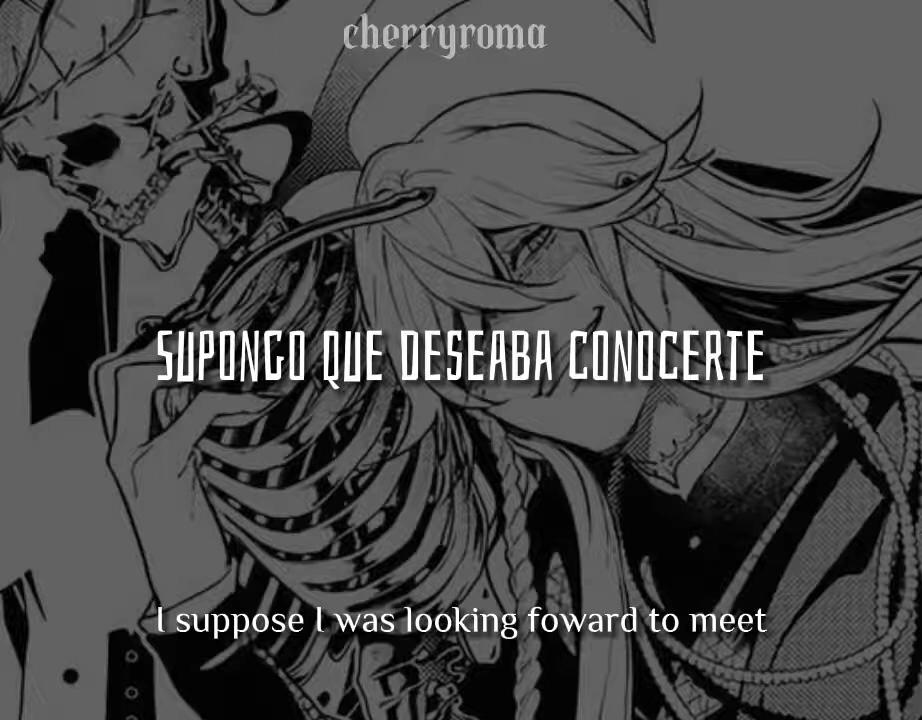 cherryroma
SUPONGO QUE DESEABA CONOCERTE
I suppose I was looking foward to meet